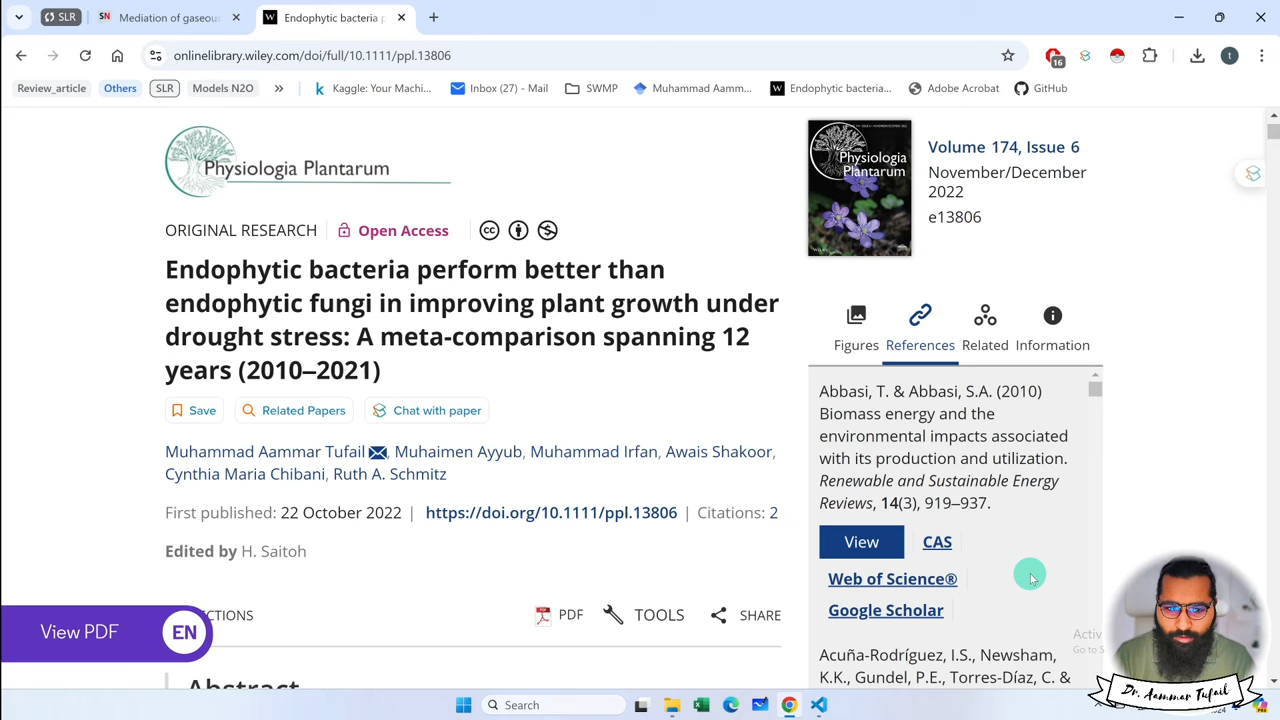 SLR
Mediation of gaseou
Endophytic bacteria p
onlinelibrary.wiley.com/doi/full/10.1111/ppl.13806
16
t
Review_article
Others
SLR
Models N2O
Kaggle: Your Machi...
Inbox (27) - Mail
SWMP
Muhammad Aamm...
Endophytic bacteria...
Adobe Acrobat
GitHub
Physiologia Plantarum
Physiologia
Plantarum
Volume 174, Issue 6
November/December
2022
e13806
ORIGINAL RESEARCH
Open Access
Endophytic bacteria perform better than
endophytic fungi in improving plant growth under
drought stress: A meta-comparison spanning 12
years (2010–2021)
Save
Related Papers
Chat with paper
Muhammad Aammar Tufail, Muhaimen Ayyub, Muhammad Irfan, Awais Shakoor,
Cynthia Maria Chibani, Ruth A. Schmitz
First published: 22 October 2022 | https://doi.org/10.1111/ppl.13806 | Citations: 2
Edited by H. Saitoh
View PDF
EN
CTIONS
PDF
TOOLS
SHARE
Abstract
Figures
References
Related
Information
Abbasi, T. & Abbasi, S.A. (2010)
Biomass energy and the
environmental impacts associated
with its production and utilization.
Renewable and Sustainable Energy
Reviews, 14(3), 919–937.
View
CAS
Web of Science®
Google Scholar
Acuña-Rodríguez, I.S., Newsham,
K.K., Gundel, P.E., Torres-Díaz, C. &
Activ
Go to S
Dr. Aammar Tufail
Search